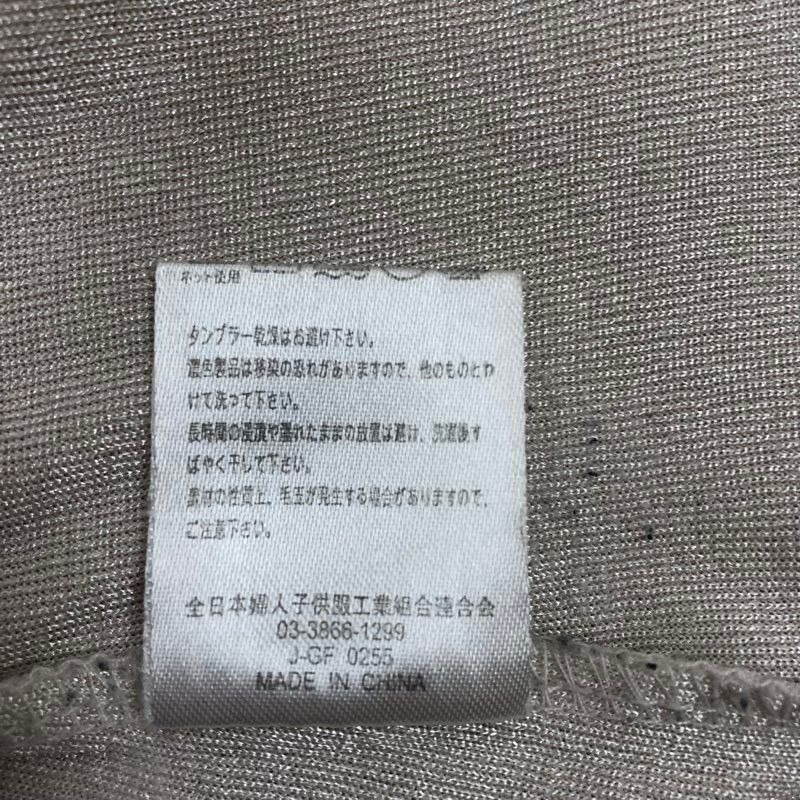 ネット使用
タンブラー乾燥はお避け下さい。
濃色製品は移染の恐れがありますので、他のものとわ
けて洗って下さい。
長時間の浸漬や濡れたままの放置は避け、洗濯後す
ばやく干して下さい。
素材の性質上、毛玉が発生する場合がありますので、
ご注意下さい。
全日本婦人子供服工業組合連合会
03-3866-1299
J-GF 0255
MADE IN CHINA